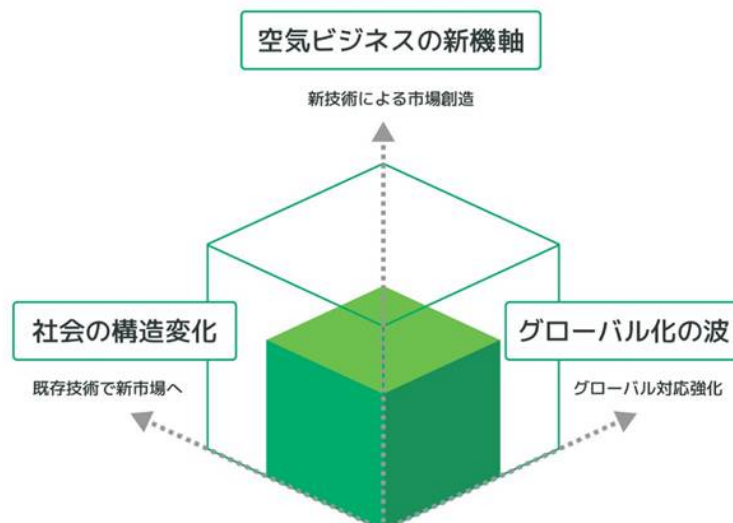 空気ビジネスの新機軸
新技術による市場創造
社会の構造変化
既存技術で新市場へ
グローバル化の波
グローバル対応強化